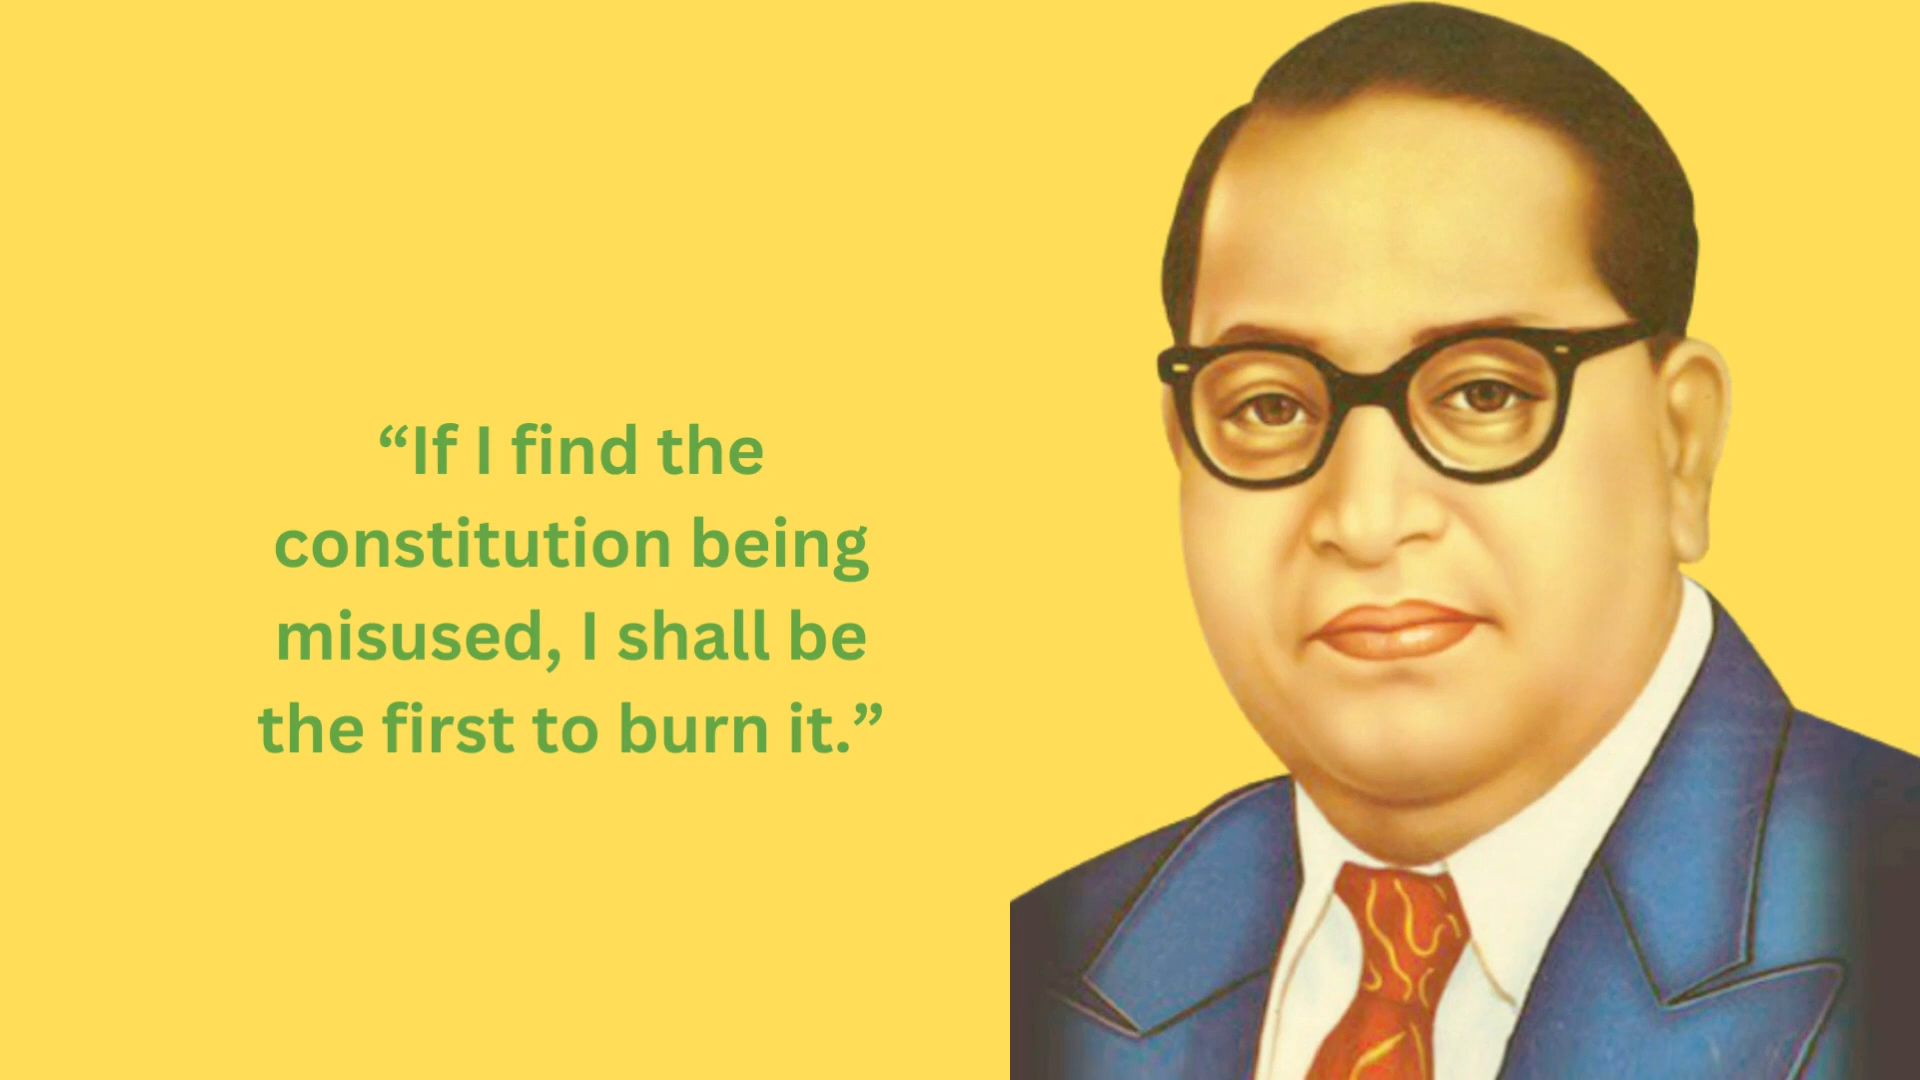 “If I find the
constitution being
misused, I shall be
the first to burn it.”